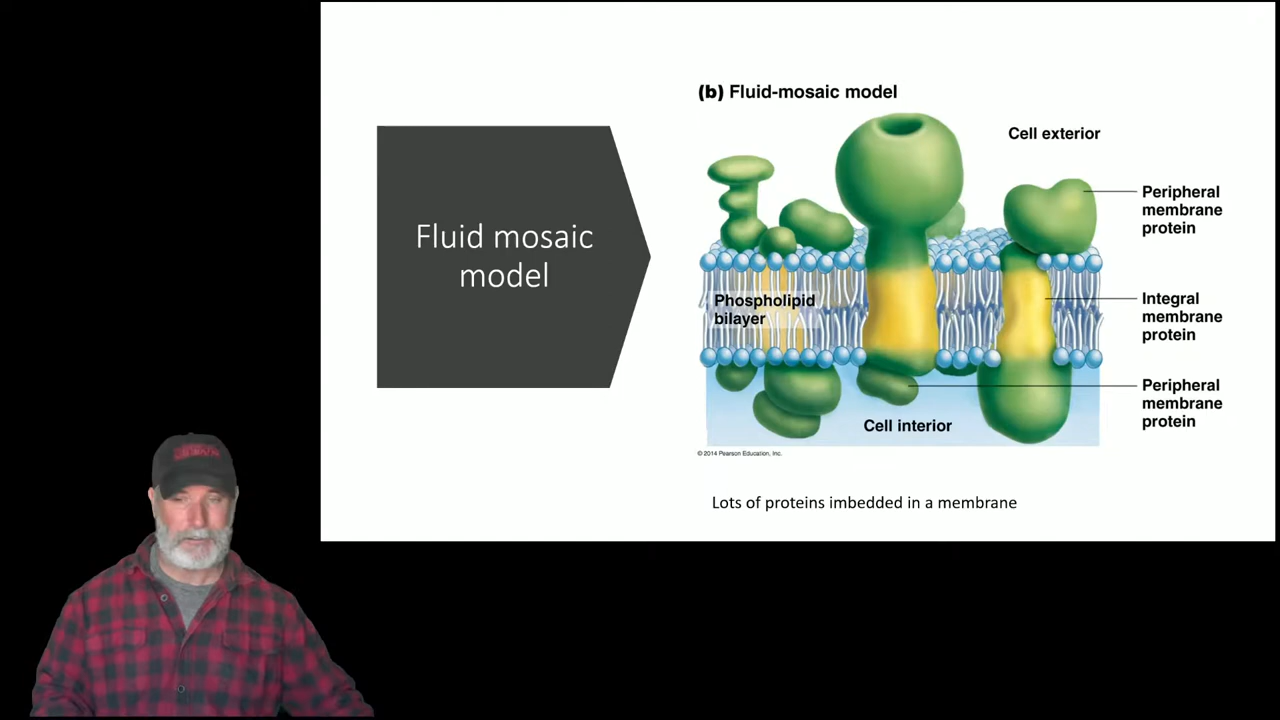 Fluid mosaic
model
(b) Fluid-mosaic model
Cell exterior
Peripheral
membrane
protein
Phospholipid
bilayer
Integral
membrane
protein
Peripheral
membrane
protein
Cell interior
© 2014 Pearson Education, Inc.
Lots of proteins imbedded in a membrane